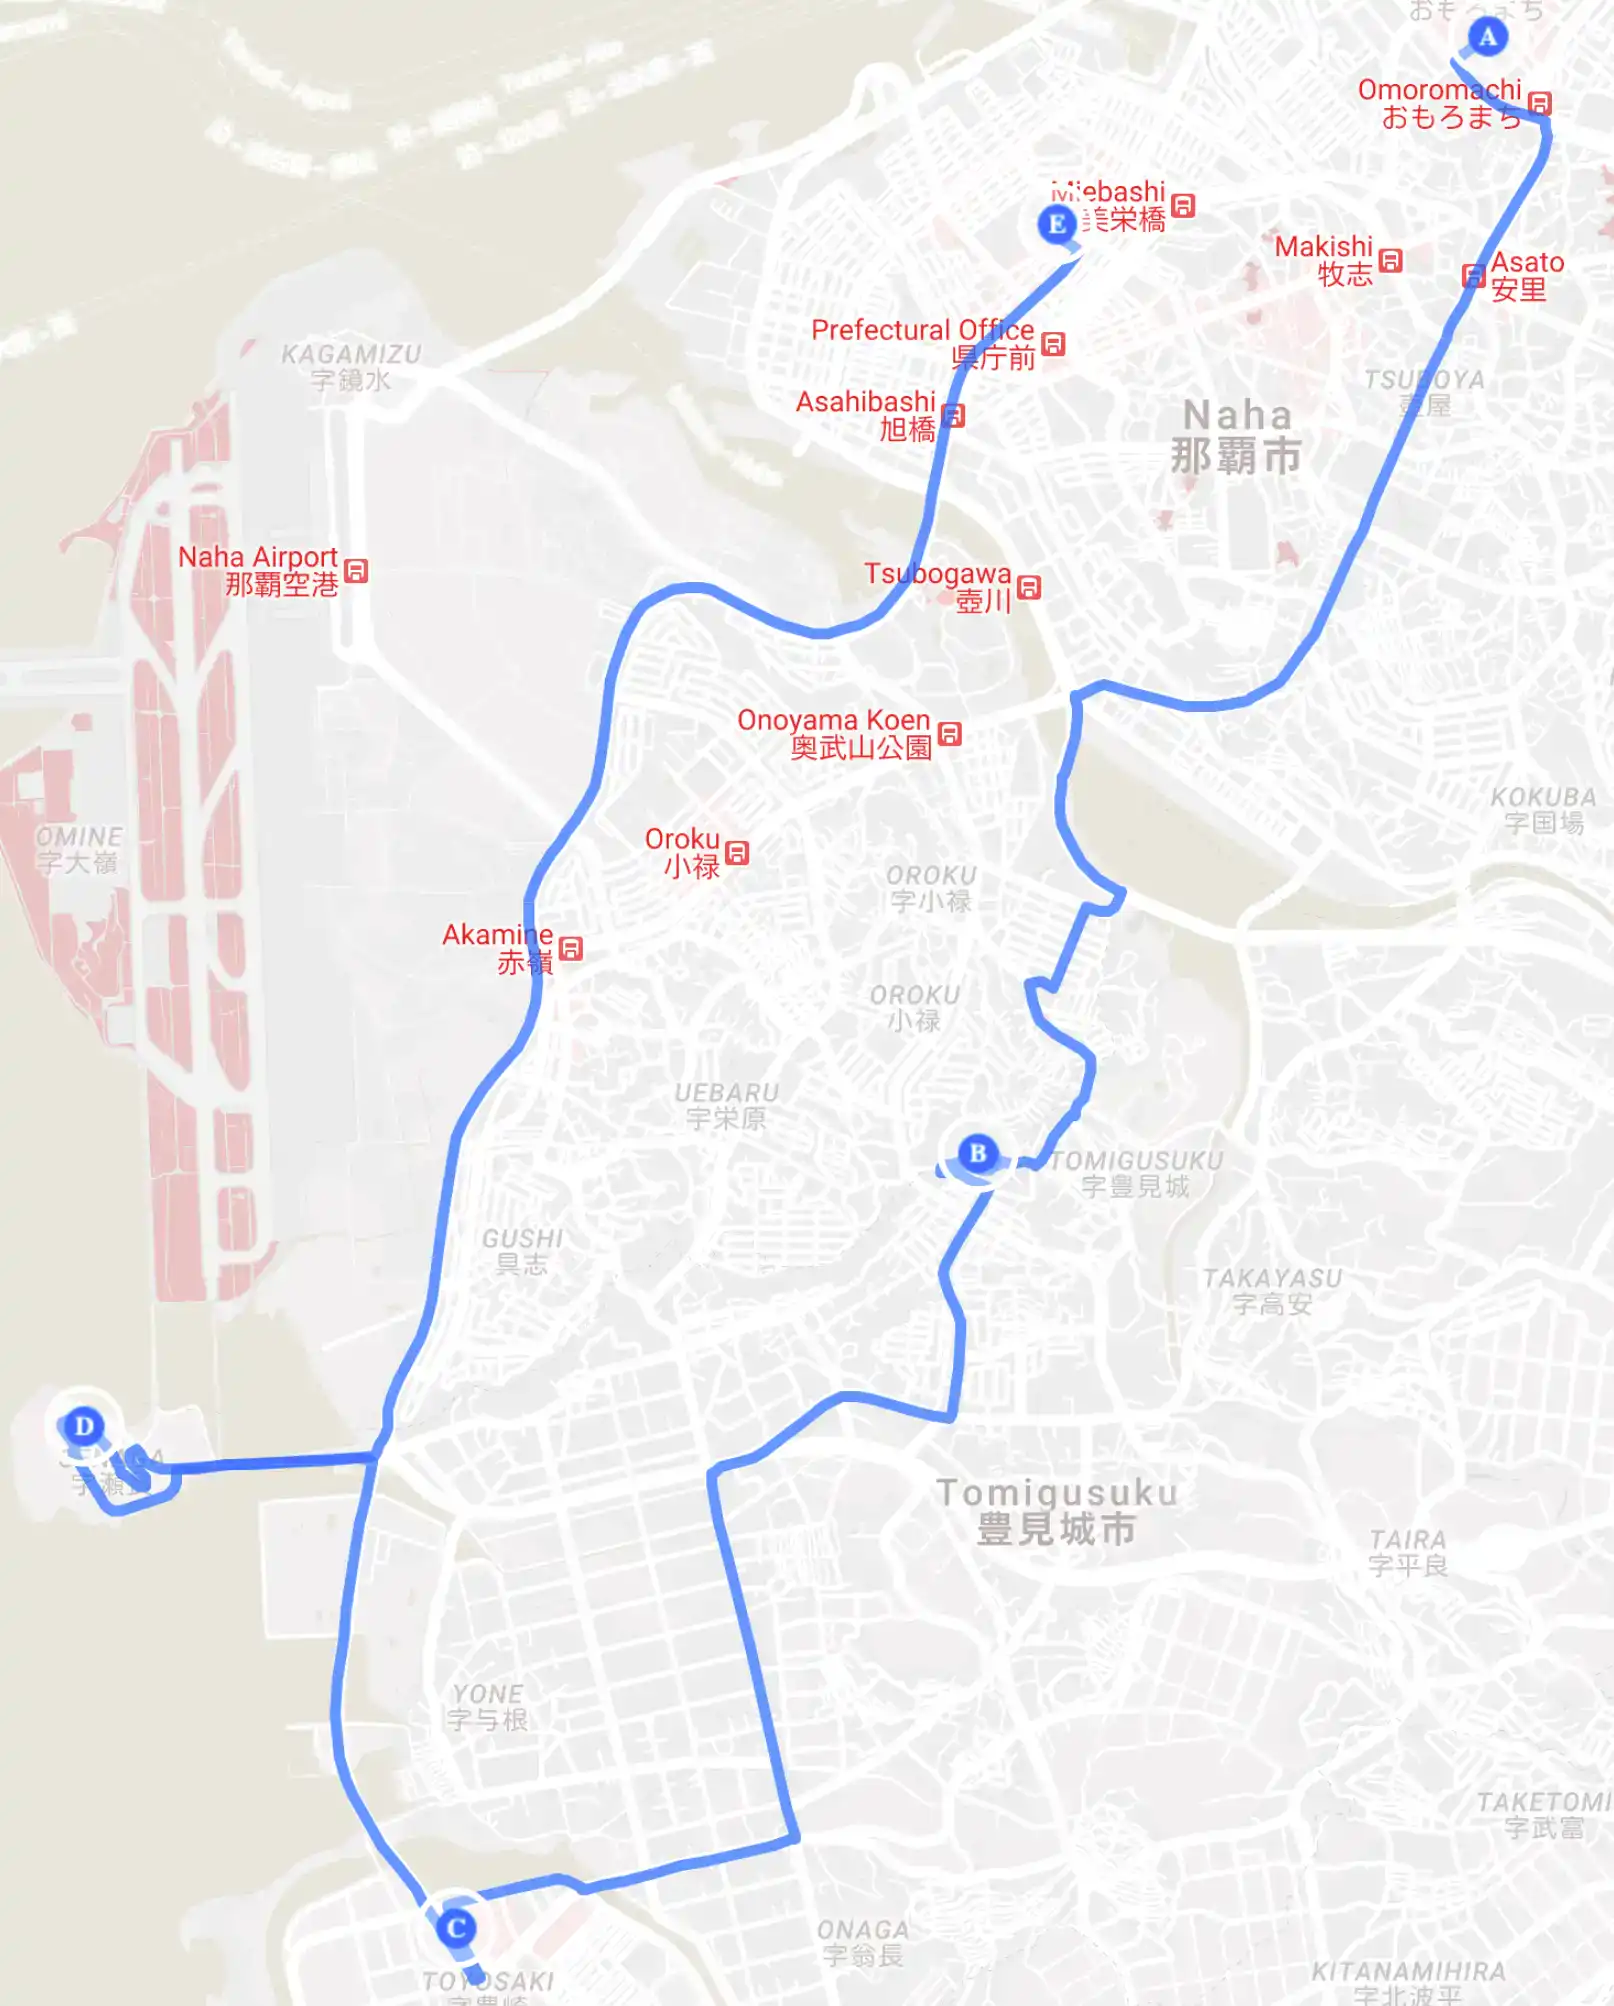 A
Omoromachi
おもろまち
Miebashi
美栄橋
E
Makishi
牧志
Asato
安里
Prefectural Office
県庁前
KAGAMIZU
字鏡水
TSUBOYA
壺屋
Asahibashi
旭橋
Naha
那覇市
Naha Airport
那覇空港
Tsubogawa
壺川
Onoyama Koen
奥武山公園
KOKUBA
字国場
OMINE
字大嶺
Oroku
小禄
OROKU
字小禄
Akamine
赤嶺
OROKU
小禄
UEBARU
字栄原
B
TOMIGUSUKU
字豊見城
GUSHI
具志
TAKAYASU
字高安
D
字瀬長
Tomigusuku
豊見城市
TAIRA
字平良
YONE
字与根
TAKETOMI
字武富
C
ONAGA
字翁長
TOYOSAKI
字豊崎
KITANAMIHIRA
字北波平